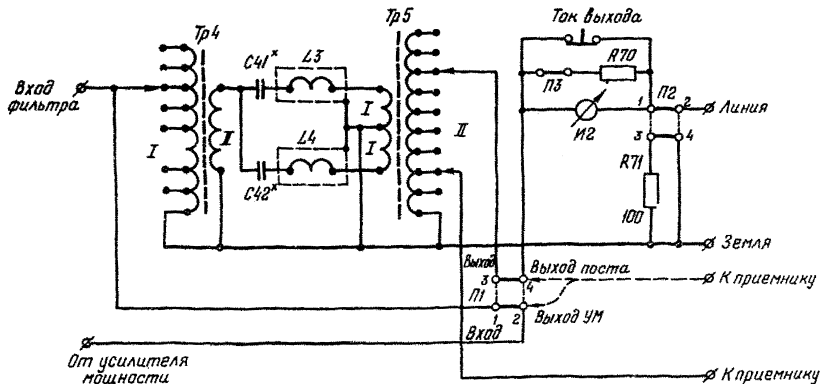 Тр4
Тр5
Ток выхода
C41ˣ
L3
R70
П3
П2
Вход
фильтра
1
2
Линия
I
II
I
I
II
И2
3
4
L4
R71
C42ˣ
100
Земля
Выход
Выход поста
3
4
К приемнику
П1
1
2
Выход УМ
Вход
От усилителя
мощности
К приемнику